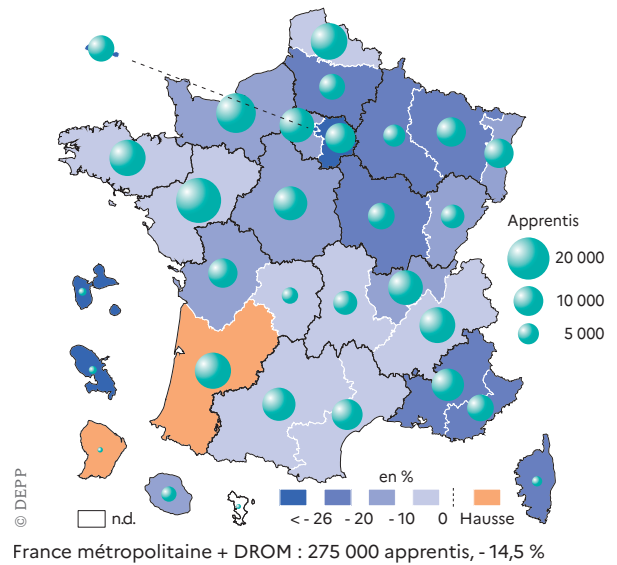 Apprentis
20 000
10 000
5 000
en %
< - 26 - 20 - 10 0 Hausse
n.d.
© DEPP
France métropolitaine + DROM : 275 000 apprentis, - 14,5 %